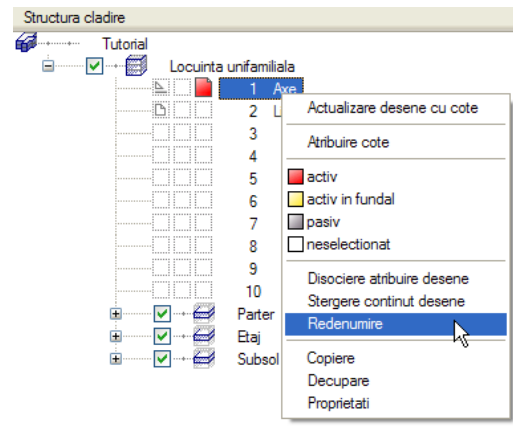 Structura cladire
Tutorial
Locuinta unifamiliala
1 Axe
2
3
4
5
6
7
8
9
10
Parter
Etaj
Subsol
Actualizare desene cu cote
Atribuire cote
activ
activ in fundal
pasiv
neselectionat
Disociere atribuire desene
Stergere continut desene
Redenumire
Copiere
Decupare
Proprietati